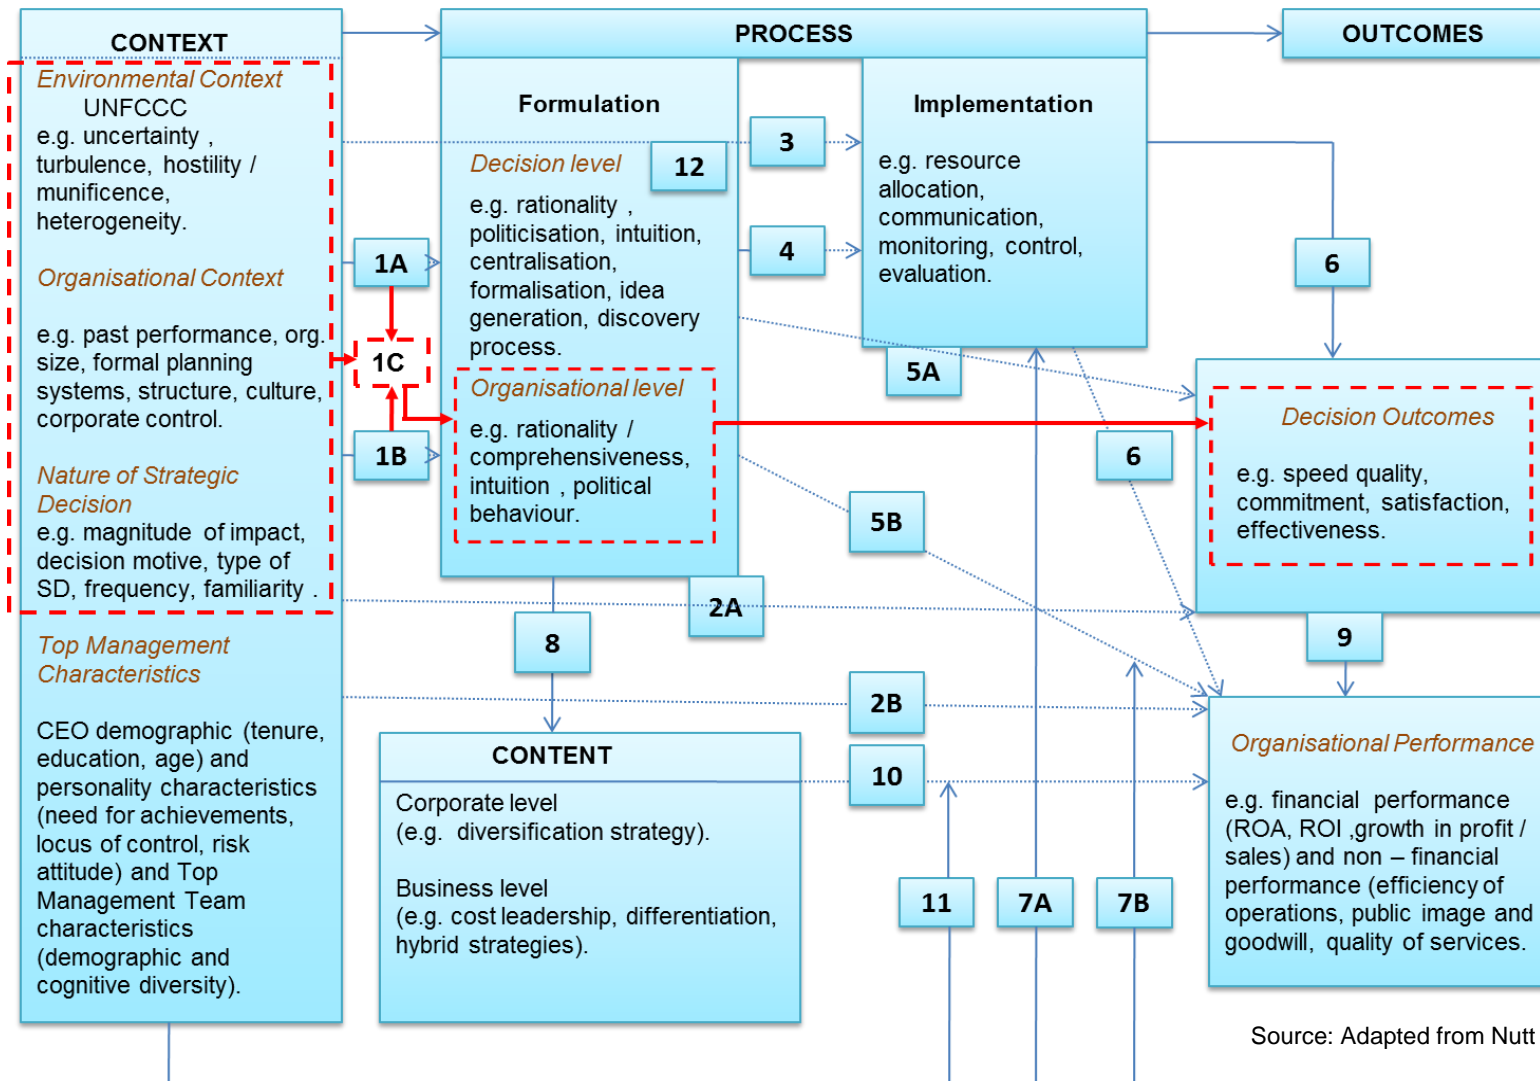 CONTEXT
Environmental Context
UNFCCC
e.g. uncertainty ,
turbulence, hostility /
munificence,
heterogeneity.
Organisational Context
e.g. past performance, org.
size, formal planning
systems, structure, culture,
corporate control.
Nature of Strategic
Decision
e.g. magnitude of impact,
decision motive, type of
SD, frequency, familiarity .
Top Management
Characteristics
CEO demographic (tenure,
education, age) and
personality characteristics
(need for achievements,
locus of control, risk
attitude) and Top
Management Team
characteristics
(demographic and
cognitive diversity).
1A
1C
1B
PROCESS
Formulation
Decision level
12
e.g. rationality ,
politicisation, intuition,
centralisation,
formalisation, idea
generation, discovery
process.
Organisational level
e.g. rationality /
comprehensiveness,
intuition , political
behaviour.
3
4
Implementation
e.g. resource
allocation,
communication,
monitoring, control,
evaluation.
5A
5B
6
6
2A
2B
8
CONTENT
Corporate level
(e.g. diversification strategy).
Business level
(e.g. cost leadership, differentiation,
hybrid strategies).
10
11
7A
7B
OUTCOMES
Decision Outcomes
e.g. speed quality,
commitment, satisfaction,
effectiveness.
9
Organisational Performance
e.g. financial performance
(ROA, ROI ,growth in profit /
sales) and non – financial
performance (efficiency of
operations, public image and
goodwill, quality of services.
Source: Adapted from Nutt